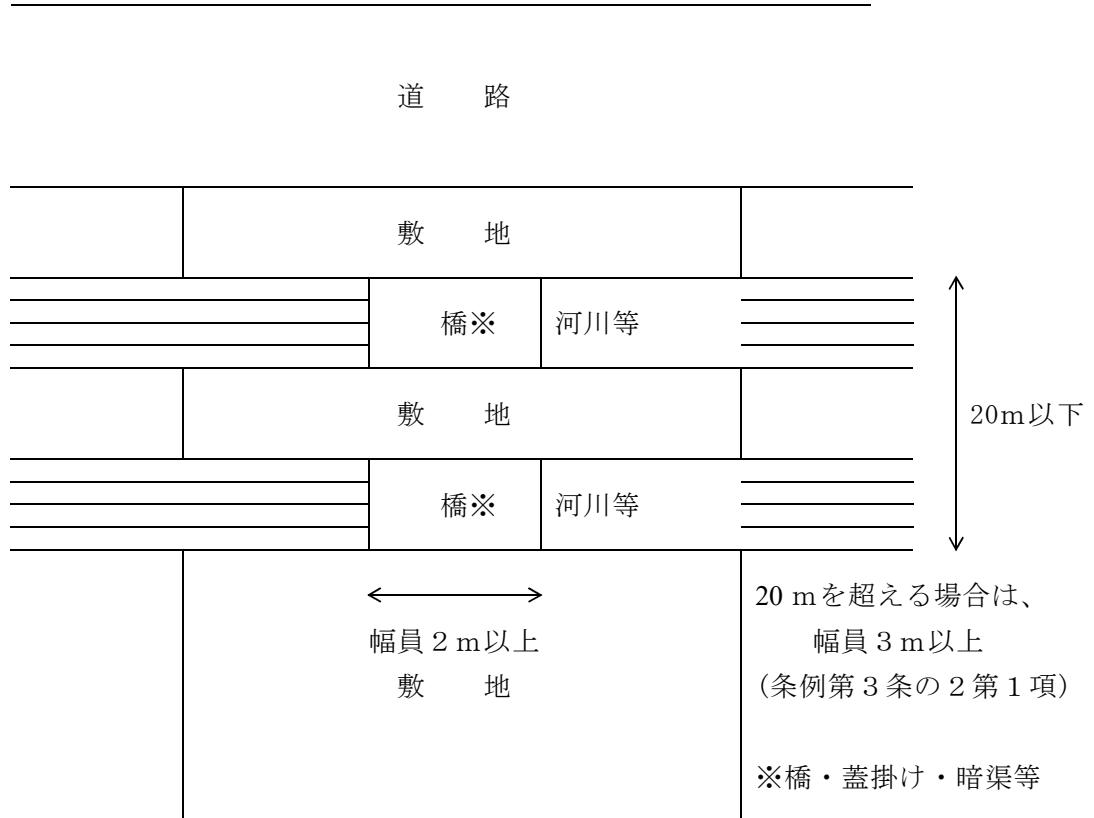 道　　路
敷　　地
橋※　河川等
敷　　地
20m以下
橋※　河川等
幅員２ｍ以上
敷　　地
20 ｍを超える場合は、
幅員３ｍ以上
（条例第３条の２第１項）
※橋・蓋掛け・暗渠等